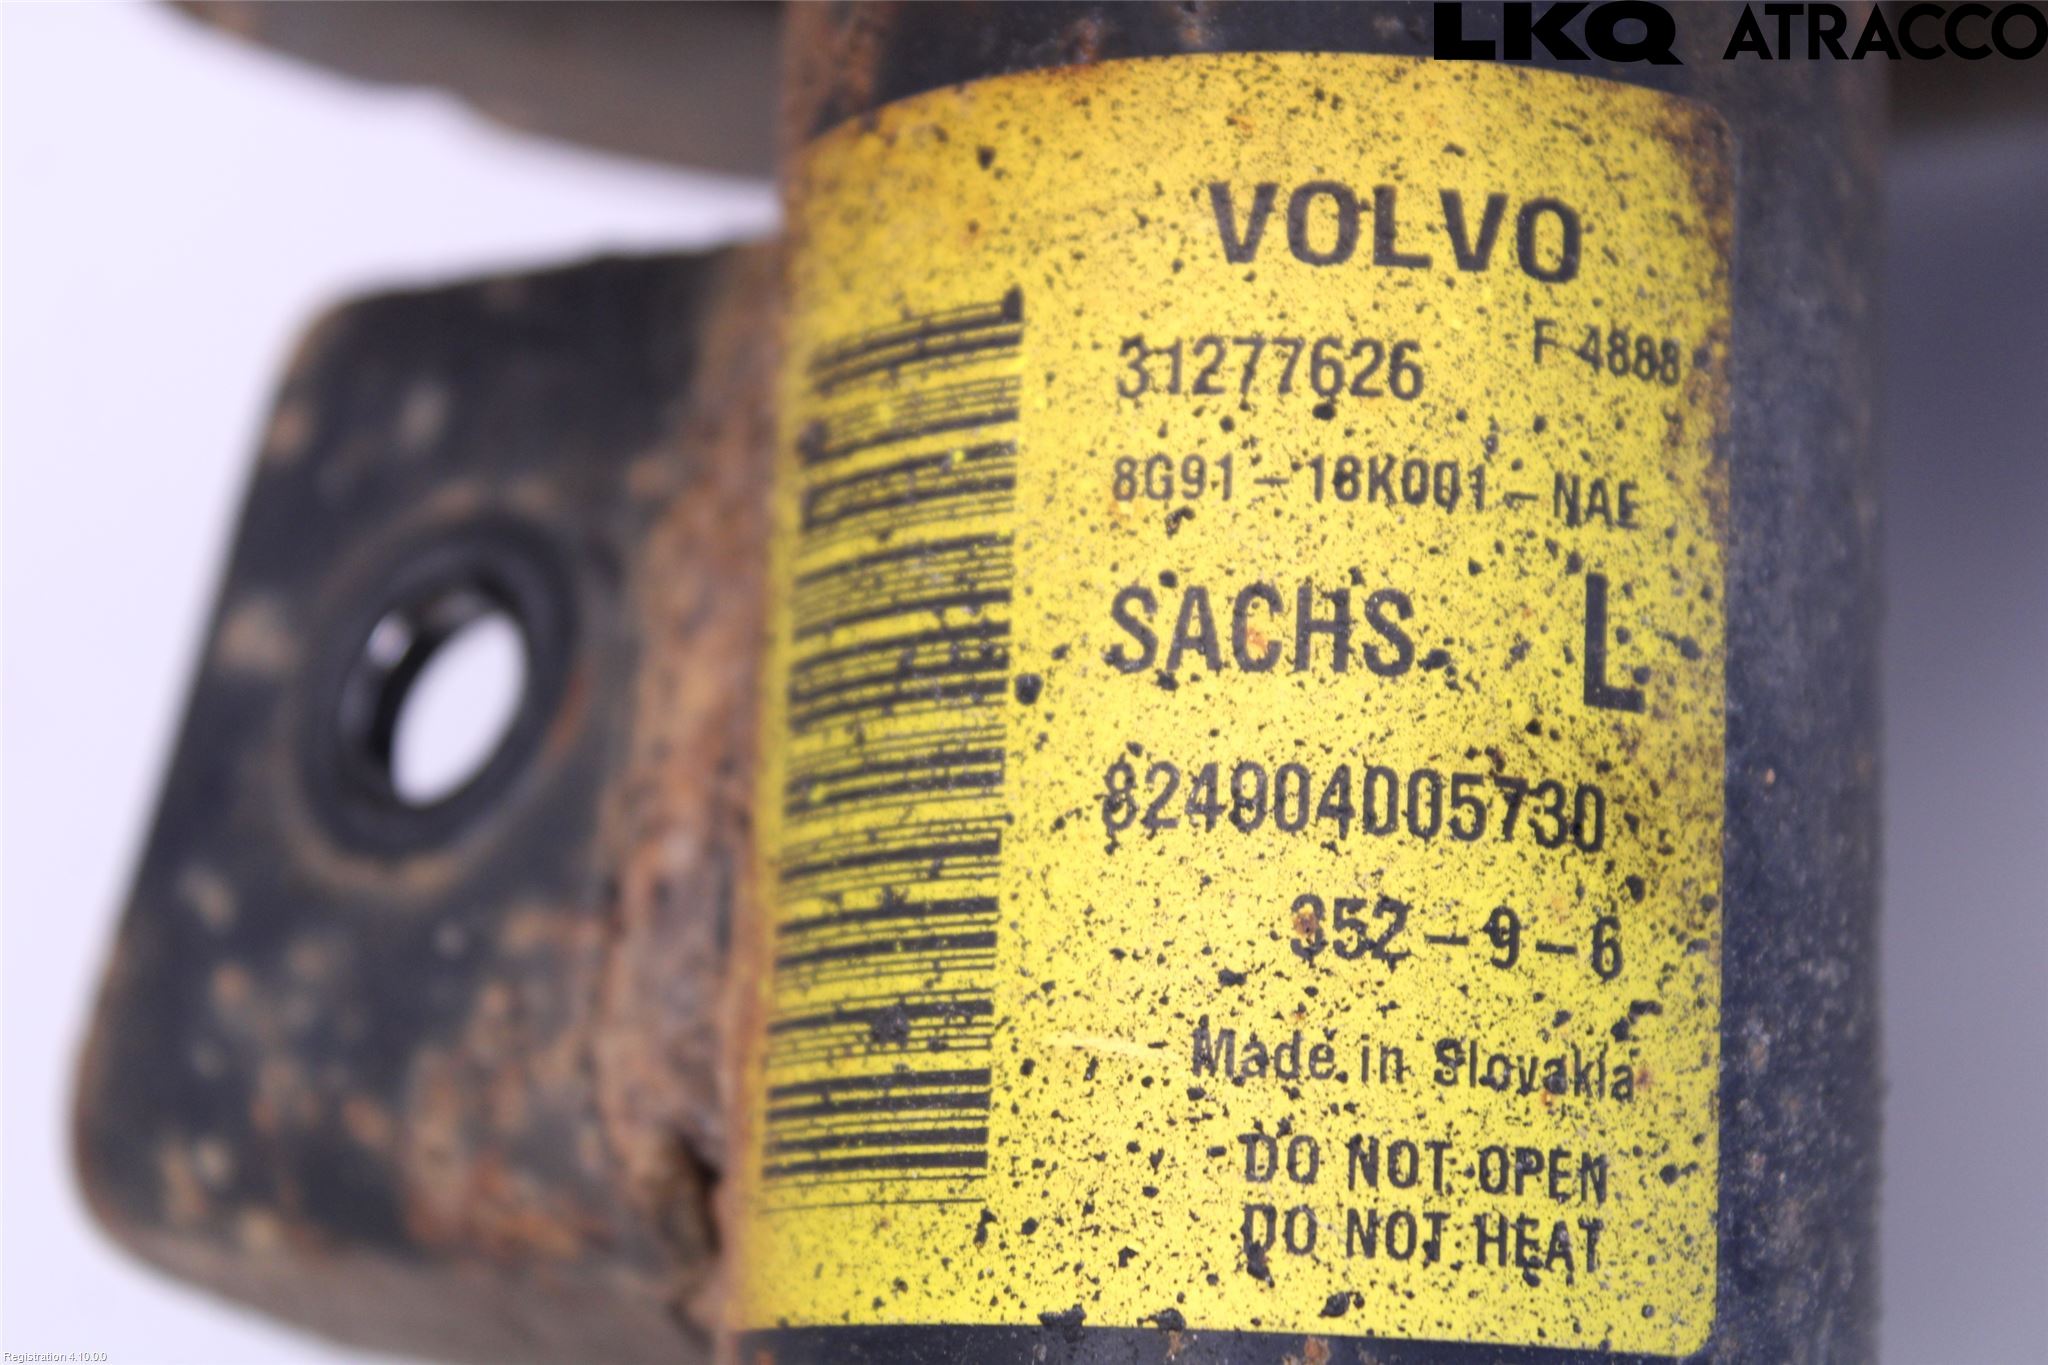 LKQ ATRACCO
VOLVO
31277626 F 4888
8G91-18K001-NAE
SACHS L
824904005730
352-9-6
Made in Slovakia
DO NOT OPEN
DO NOT HEAT
Registration 4.10.0.0